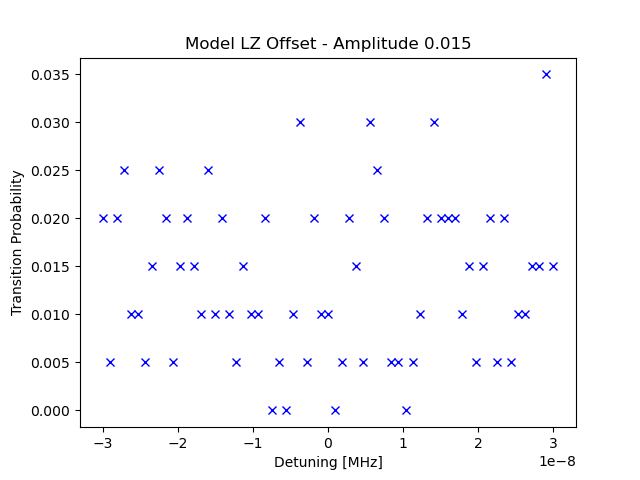 Model LZ Offset - Amplitude 0.015
Transition Probability
0.035
0.030
0.025
0.020
0.015
0.010
0.005
0.000
−3 −2 −1 0 1 2 3
1e−8
Detuning [MHz]